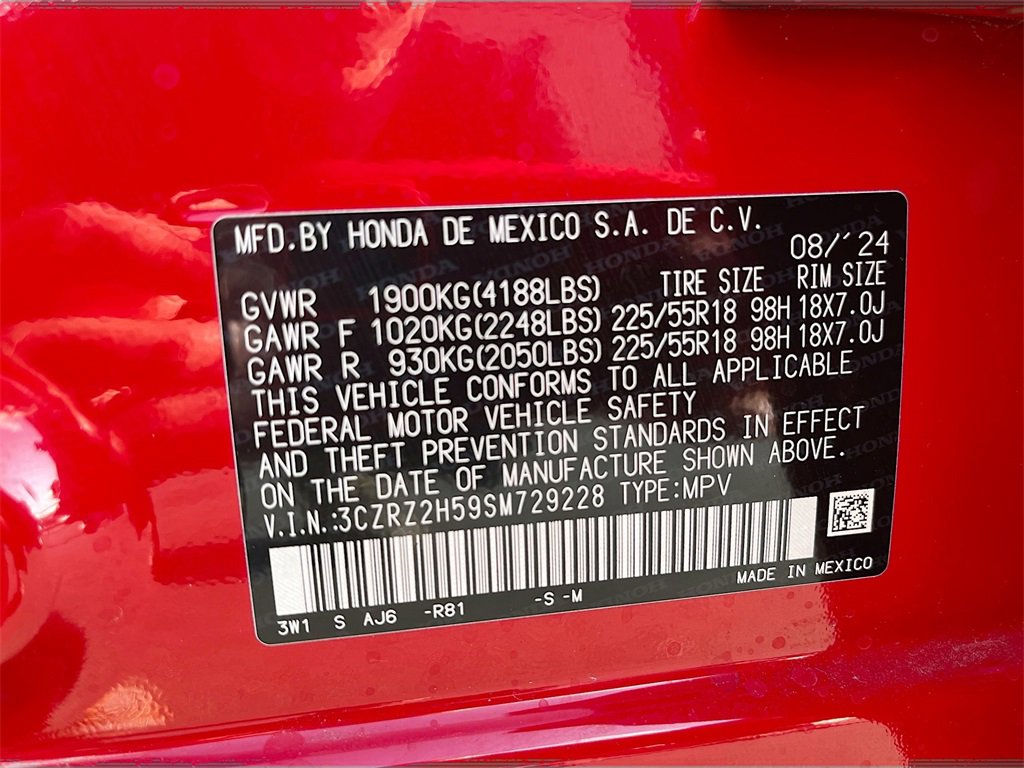 MFD.BY HONDA DE MEXICO S.A. DE C.V.
08/´24
GVWR 1900KG(4188LBS) TIRE SIZE RIM SIZE
GAWR F 1020KG(2248LBS) 225/55R18 98H 18X7.0J
GAWR R 930KG(2050LBS) 225/55R18 98H 18X7.0J
THIS VEHICLE CONFORMS TO ALL APPLICABLE
FEDERAL MOTOR VEHICLE SAFETY
AND THEFT PREVENTION STANDARDS IN EFFECT
ON THE DATE OF MANUFACTURE SHOWN ABOVE.
V.I.N.:3CZRZ2H59SM729228 TYPE:MPV
MADE IN MEXICO
3W1 S AJ6 -R81 -S -M